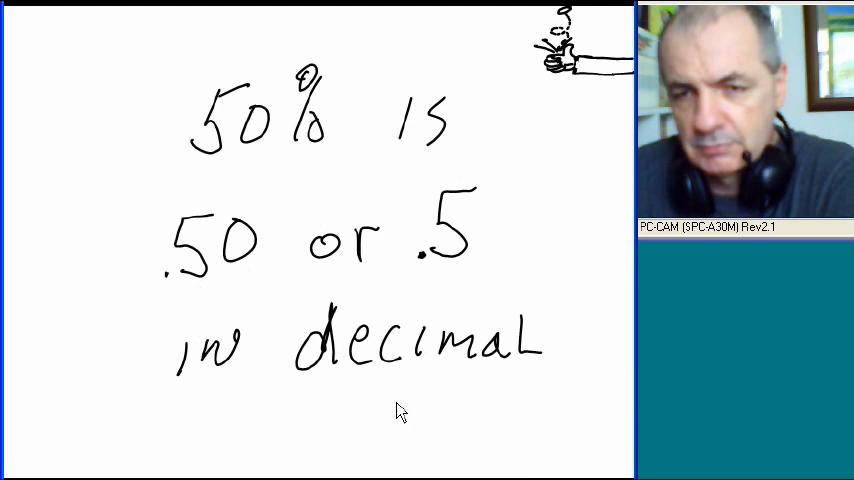 50% is
.50 or .5
in decimal
PC-CAM (SPC-A30M) Rev2.1